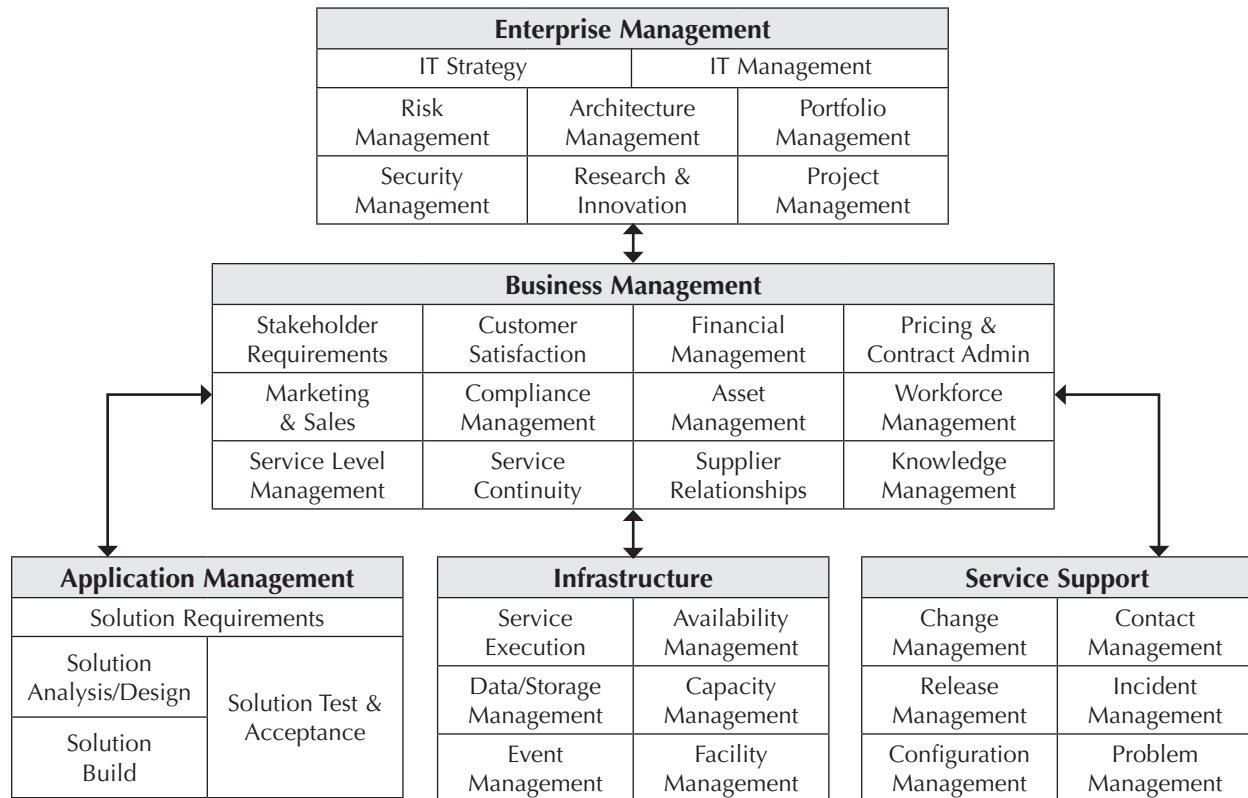 Enterprise Management
IT Strategy
IT Management
Risk
Management
Architecture
Management
Portfolio
Management
Security
Management
Research &
Innovation
Project
Management
Business Management
Stakeholder
Requirements
Customer
Satisfaction
Financial
Management
Pricing &
Contract Admin
Marketing
& Sales
Compliance
Management
Asset
Management
Workforce
Management
Service Level
Management
Service
Continuity
Supplier
Relationships
Knowledge
Management
Application Management
Solution Requirements
Solution
Analysis/Design
Solution Test &
Acceptance
Solution
Build
Infrastructure
Service
Execution
Availability
Management
Data/Storage
Management
Capacity
Management
Event
Management
Facility
Management
Service Support
Change
Management
Contact
Management
Release
Management
Incident
Management
Configuration
Management
Problem
Management